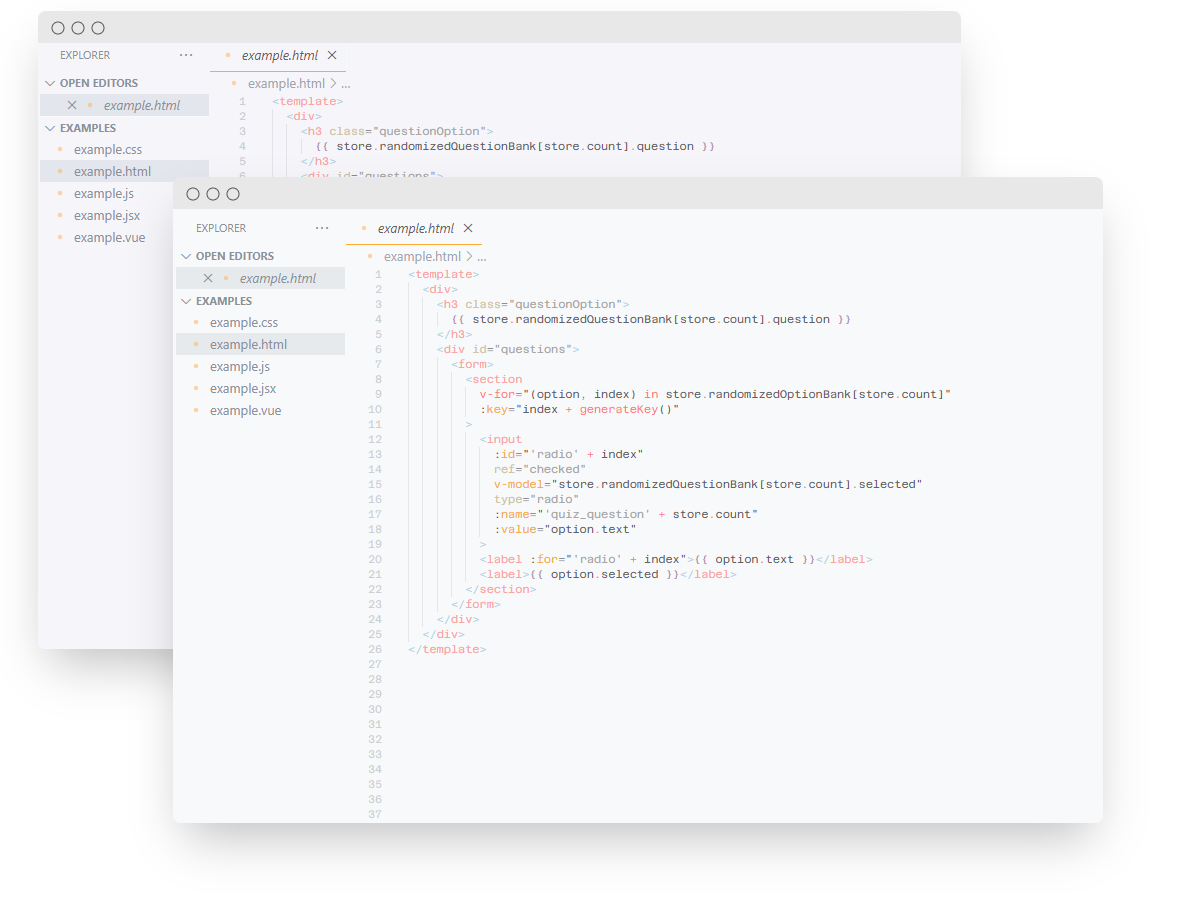 EXPLORER ···
example.html
OPEN EDITORS
example.html > ...
example.html
EXAMPLES
example.css
example.html
example.js
example.jsx
example.vue
1 <template>
2 <div>
3 <h3 class="questionOption">
4 {{ store.randomizedQuestionBank[store.count].question }}
5 </h3>
6 <div id="questions">
EXPLORER ···
example.html
OPEN EDITORS
example.html > ...
example.html
EXAMPLES
example.css
example.html
example.js
example.jsx
example.vue
1 <template>
2 <div>
3 <h3 class="questionOption">
4 {{ store.randomizedQuestionBank[store.count].question }}
5 </h3>
6 <div id="questions">
7 <form>
8 <section
9 v-for="(option, index) in store.randomizedOptionBank[store.count]"
10 :key="index + generateKey()"
11 >
12 <input
13 :id="'radio' + index"
14 ref="checked"
15 v-model="store.randomizedQuestionBank[store.count].selected"
16 type="radio"
17 :name="'quiz_question' + store.count"
18 :value="option.text"
19 >
20 <label :for="'radio' + index">{{ option.text }}</label>
21 <label>{{ option.selected }}</label>
22 </section>
23 </form>
24 </div>
25 </div>
26 </template>
27
28
29
30
31
32
33
34
35
36
37